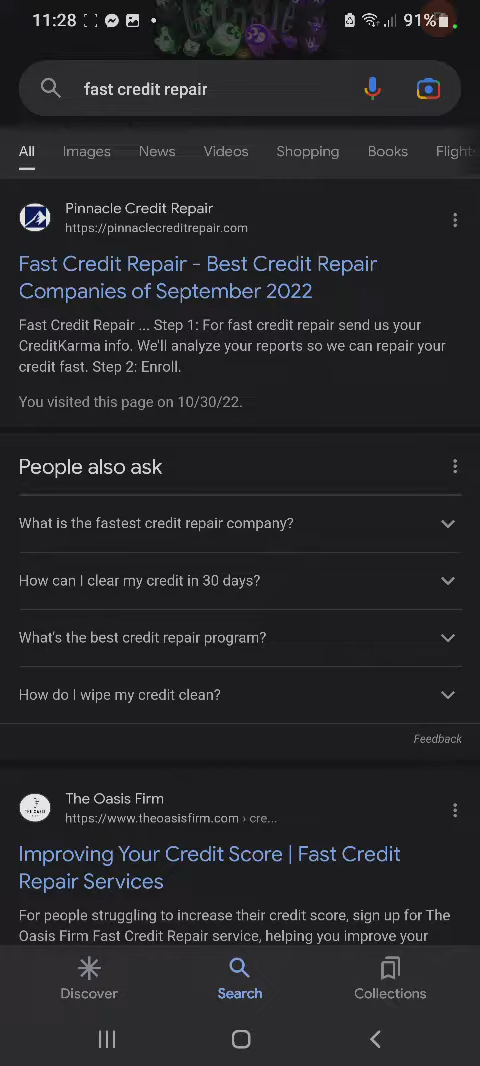 11:28
91%
fast credit repair
All Images News Videos Shopping Books Flight
Pinnacle Credit Repair
https://pinnaclecreditrepair.com
Fast Credit Repair - Best Credit Repair
Companies of September 2022
Fast Credit Repair ... Step 1: For fast credit repair send us your
CreditKarma info. We'll analyze your reports so we can repair your
credit fast. Step 2: Enroll.
You visited this page on 10/30/22.
People also ask
What is the fastest credit repair company?
How can I clear my credit in 30 days?
What's the best credit repair program?
How do I wipe my credit clean?
Feedback
The Oasis Firm
https://www.theoasisfirm.com › cre...
Improving Your Credit Score | Fast Credit
Repair Services
For people struggling to increase their credit score, sign up for The
Oasis Firm Fast Credit Repair service, helping you improve your
Discover Search Collections